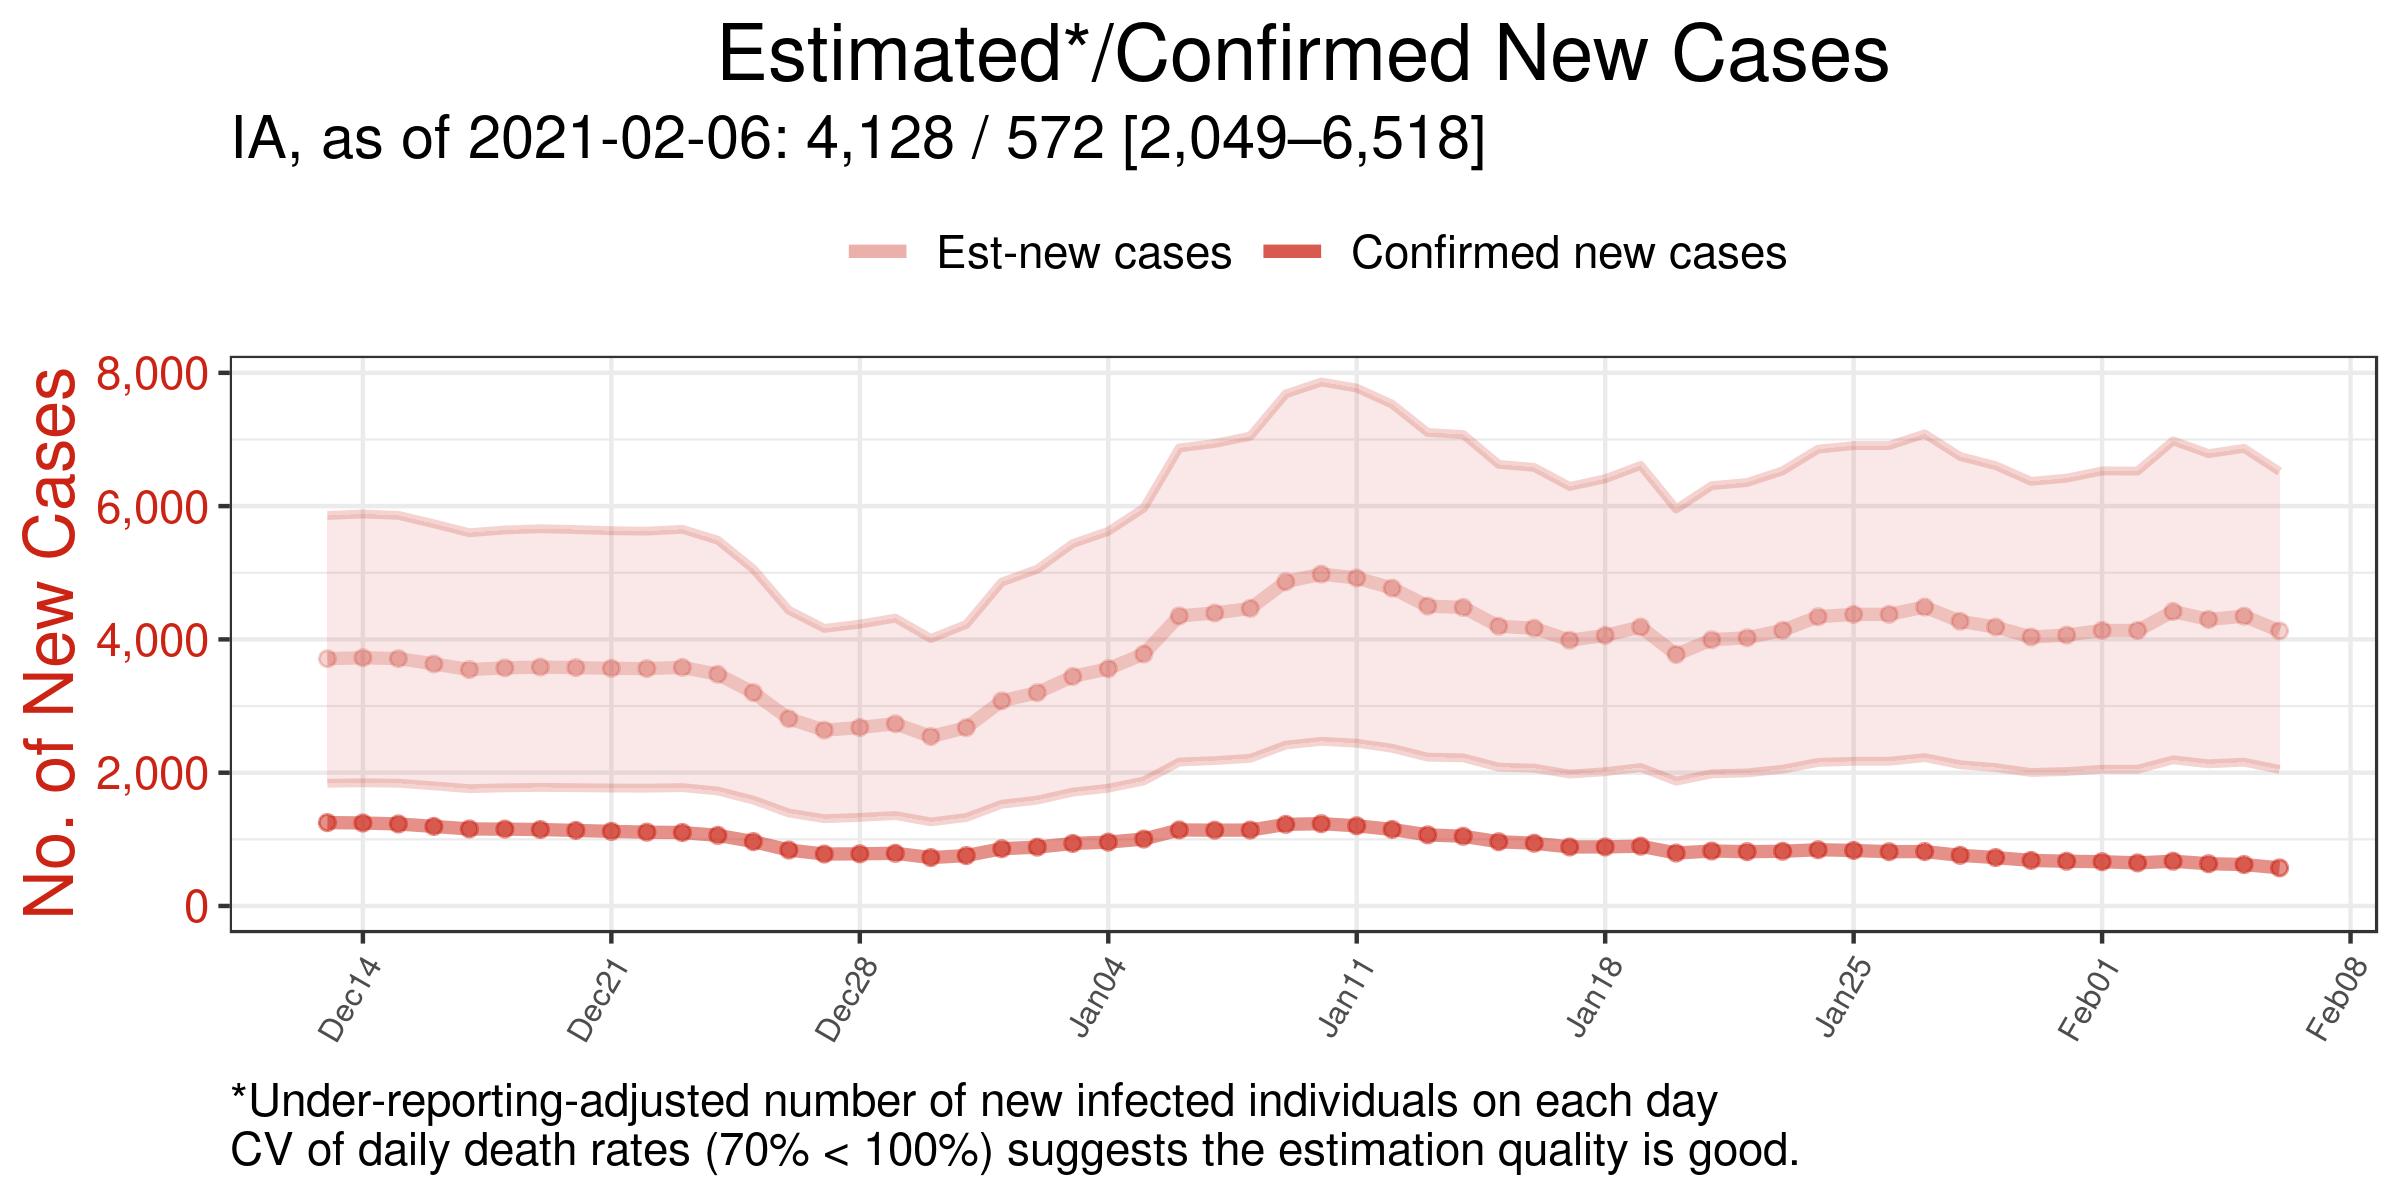 Estimated*/Confirmed New Cases
IA, as of 2021-02-06: 4,128 / 572 [2,049–6,518]
Est-new cases
Confirmed new cases
No. of New Cases
8,000
6,000
4,000
2,000
0
Dec14
Dec21
Dec28
Jan04
Jan11
Jan18
Jan25
Feb01
Feb08
*Under-reporting-adjusted number of new infected individuals on each day
CV of daily death rates (70% < 100%) suggests the estimation quality is good.